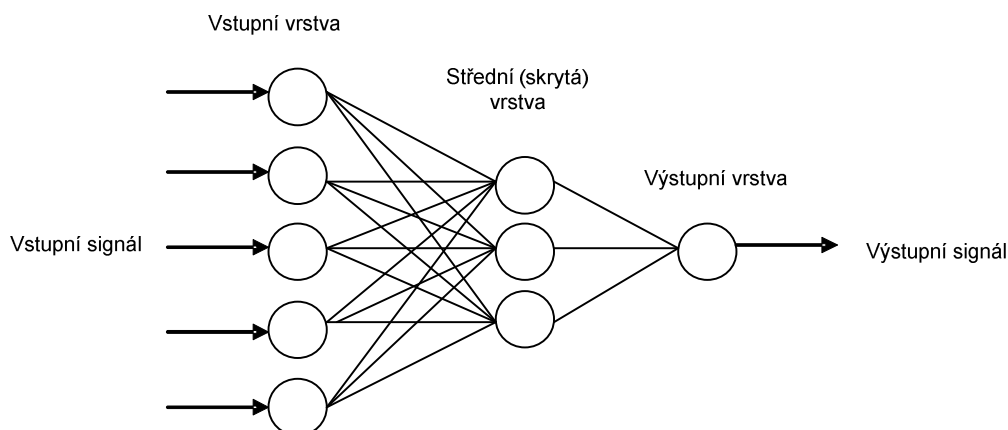 Vstupní vrstva
Střední (skrytá)
vrstva
Výstupní vrstva
Vstupní signál
Výstupní signál